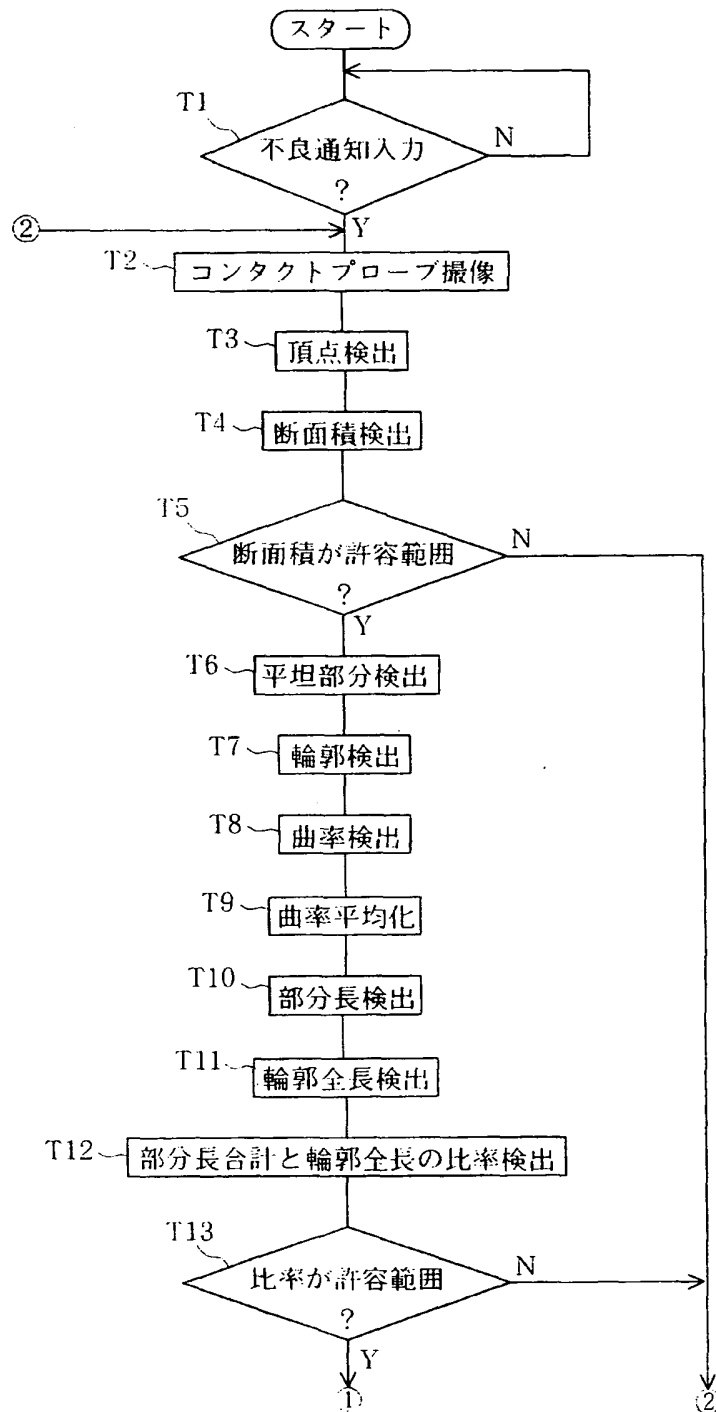 スタート
T1
不良通知入力
?
N
Y
②
T2
コンタクトプローブ撮像
T3
頂点検出
T4
断面積検出
T5
断面積が許容範囲
?
N
Y
T6
平坦部分検出
T7
輪郭検出
T8
曲率検出
T9
曲率平均化
T10
部分長検出
T11
輪郭全長検出
T12
部分長合計と輪郭全長の比率検出
T13
比率が許容範囲
?
N
Y
①
②